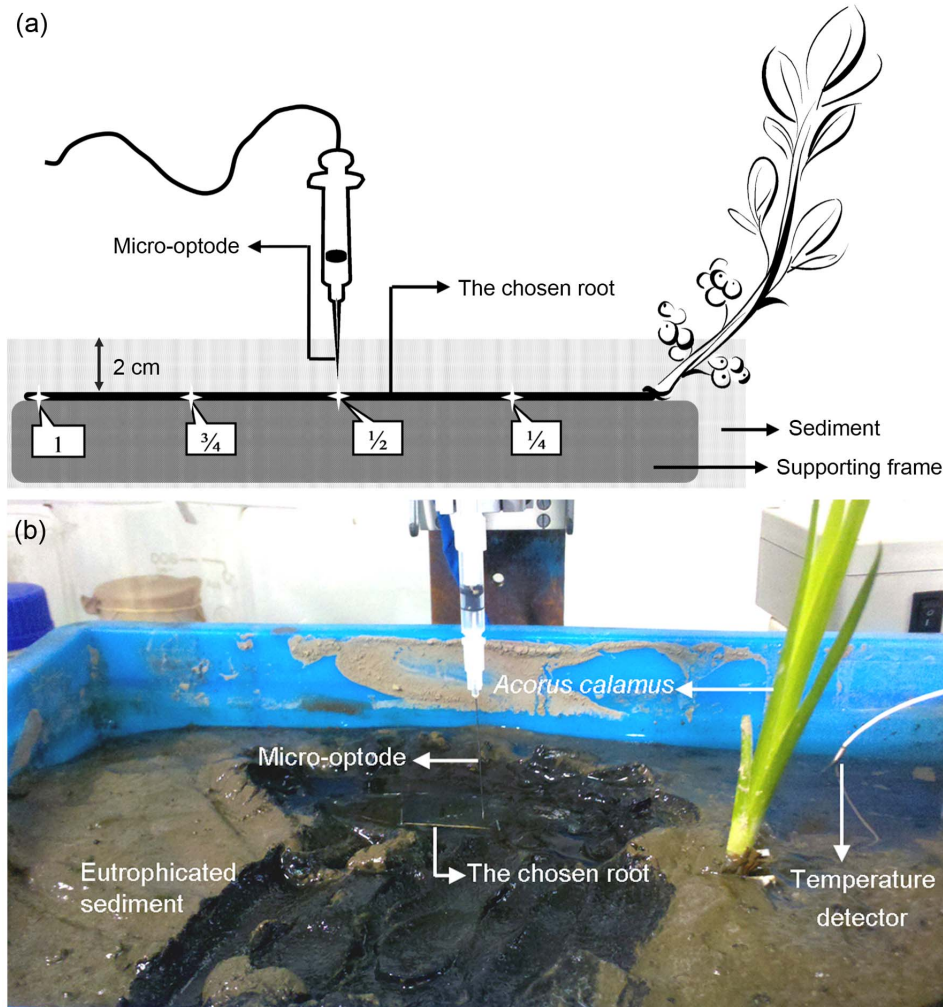 (a)
Micro-optode
The chosen root
2 cm
1
¾
½
¼
Sediment
Supporting frame
(b)
Acorus calamus
Micro-optode
Eutrophicated
sediment
The chosen root
Temperature
detector